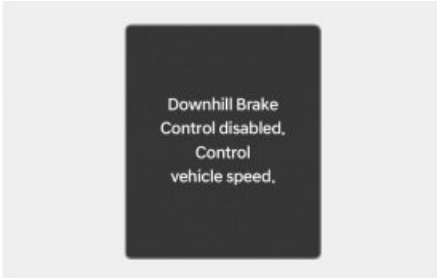 Downhill Brake
Control disabled.
Control
vehicle speed.